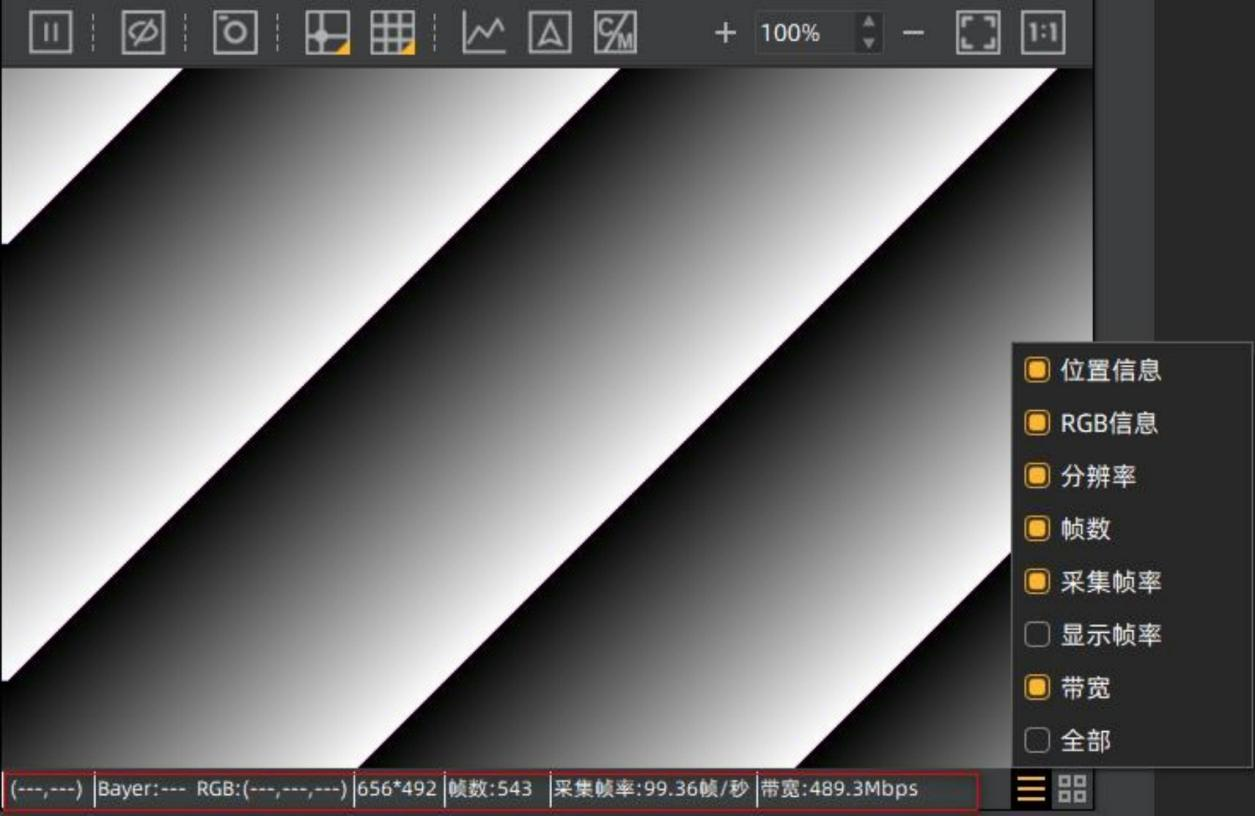 C/M + 100% − 1:1
位置信息
RGB信息
分辨率
帧数
采集帧率
显示帧率
带宽
全部
(---,---) Bayer:--- RGB:(---,---,---) 656*492 帧数:543 采集帧率:99.36帧/秒 带宽:489.3Mbps